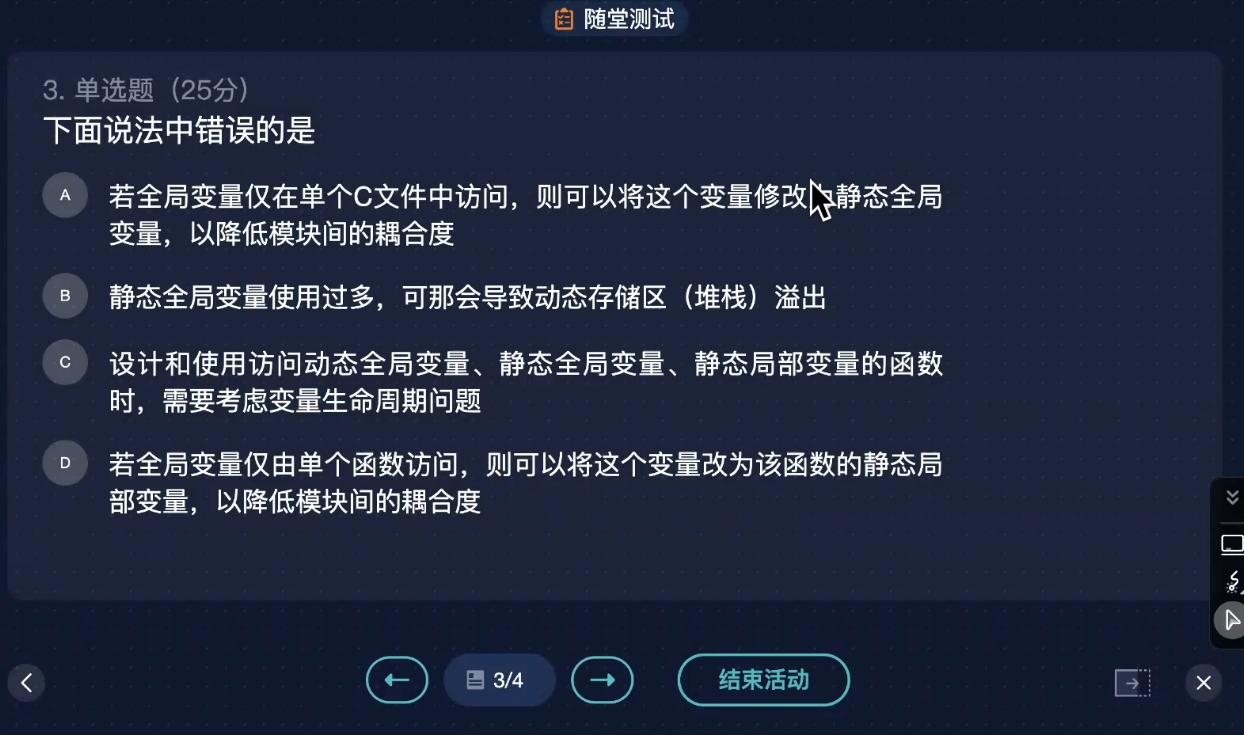 随堂测试
3. 单选题（25分）
下面说法中错误的是
A
若全局变量仅在单个C文件中访问，则可以将这个变量修改 静态全局
变量，以降低模块间的耦合度
B
静态全局变量使用过多，可那会导致动态存储区（堆栈）溢出
C
设计和使用访问动态全局变量、静态全局变量、静态局部变量的函数
时，需要考虑变量生命周期问题
D
若全局变量仅由单个函数访问，则可以将这个变量改为该函数的静态局
部变量，以降低模块间的耦合度
3/4
结束活动